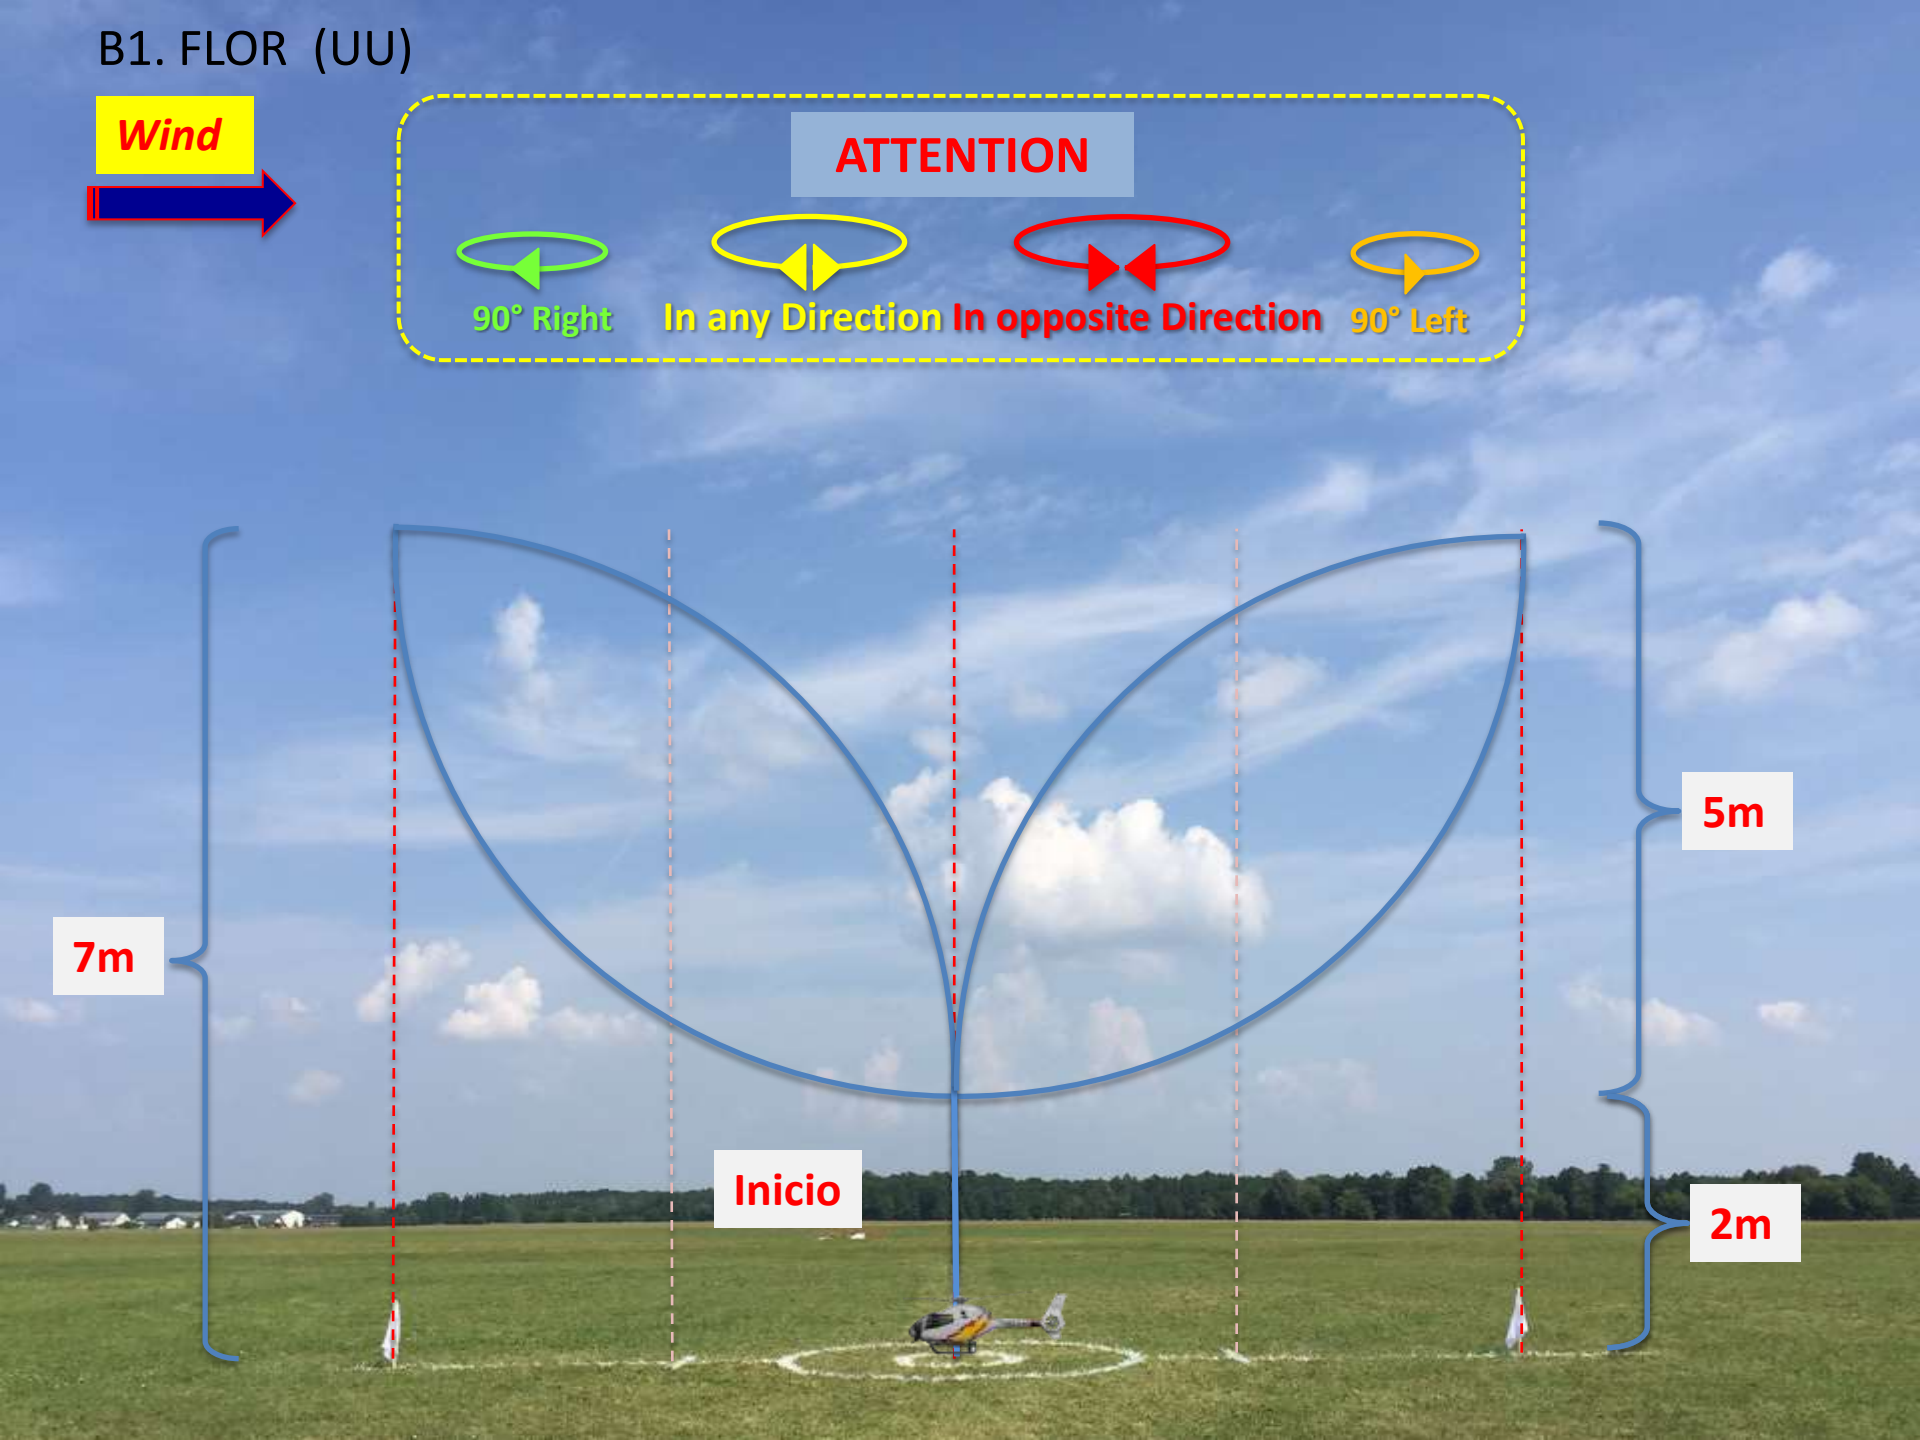 B1. FLOR (UU)
Wind
ATTENTION
90° Right
In any Direction
In opposite Direction
90° Left
5m
7m
Inicio
2m